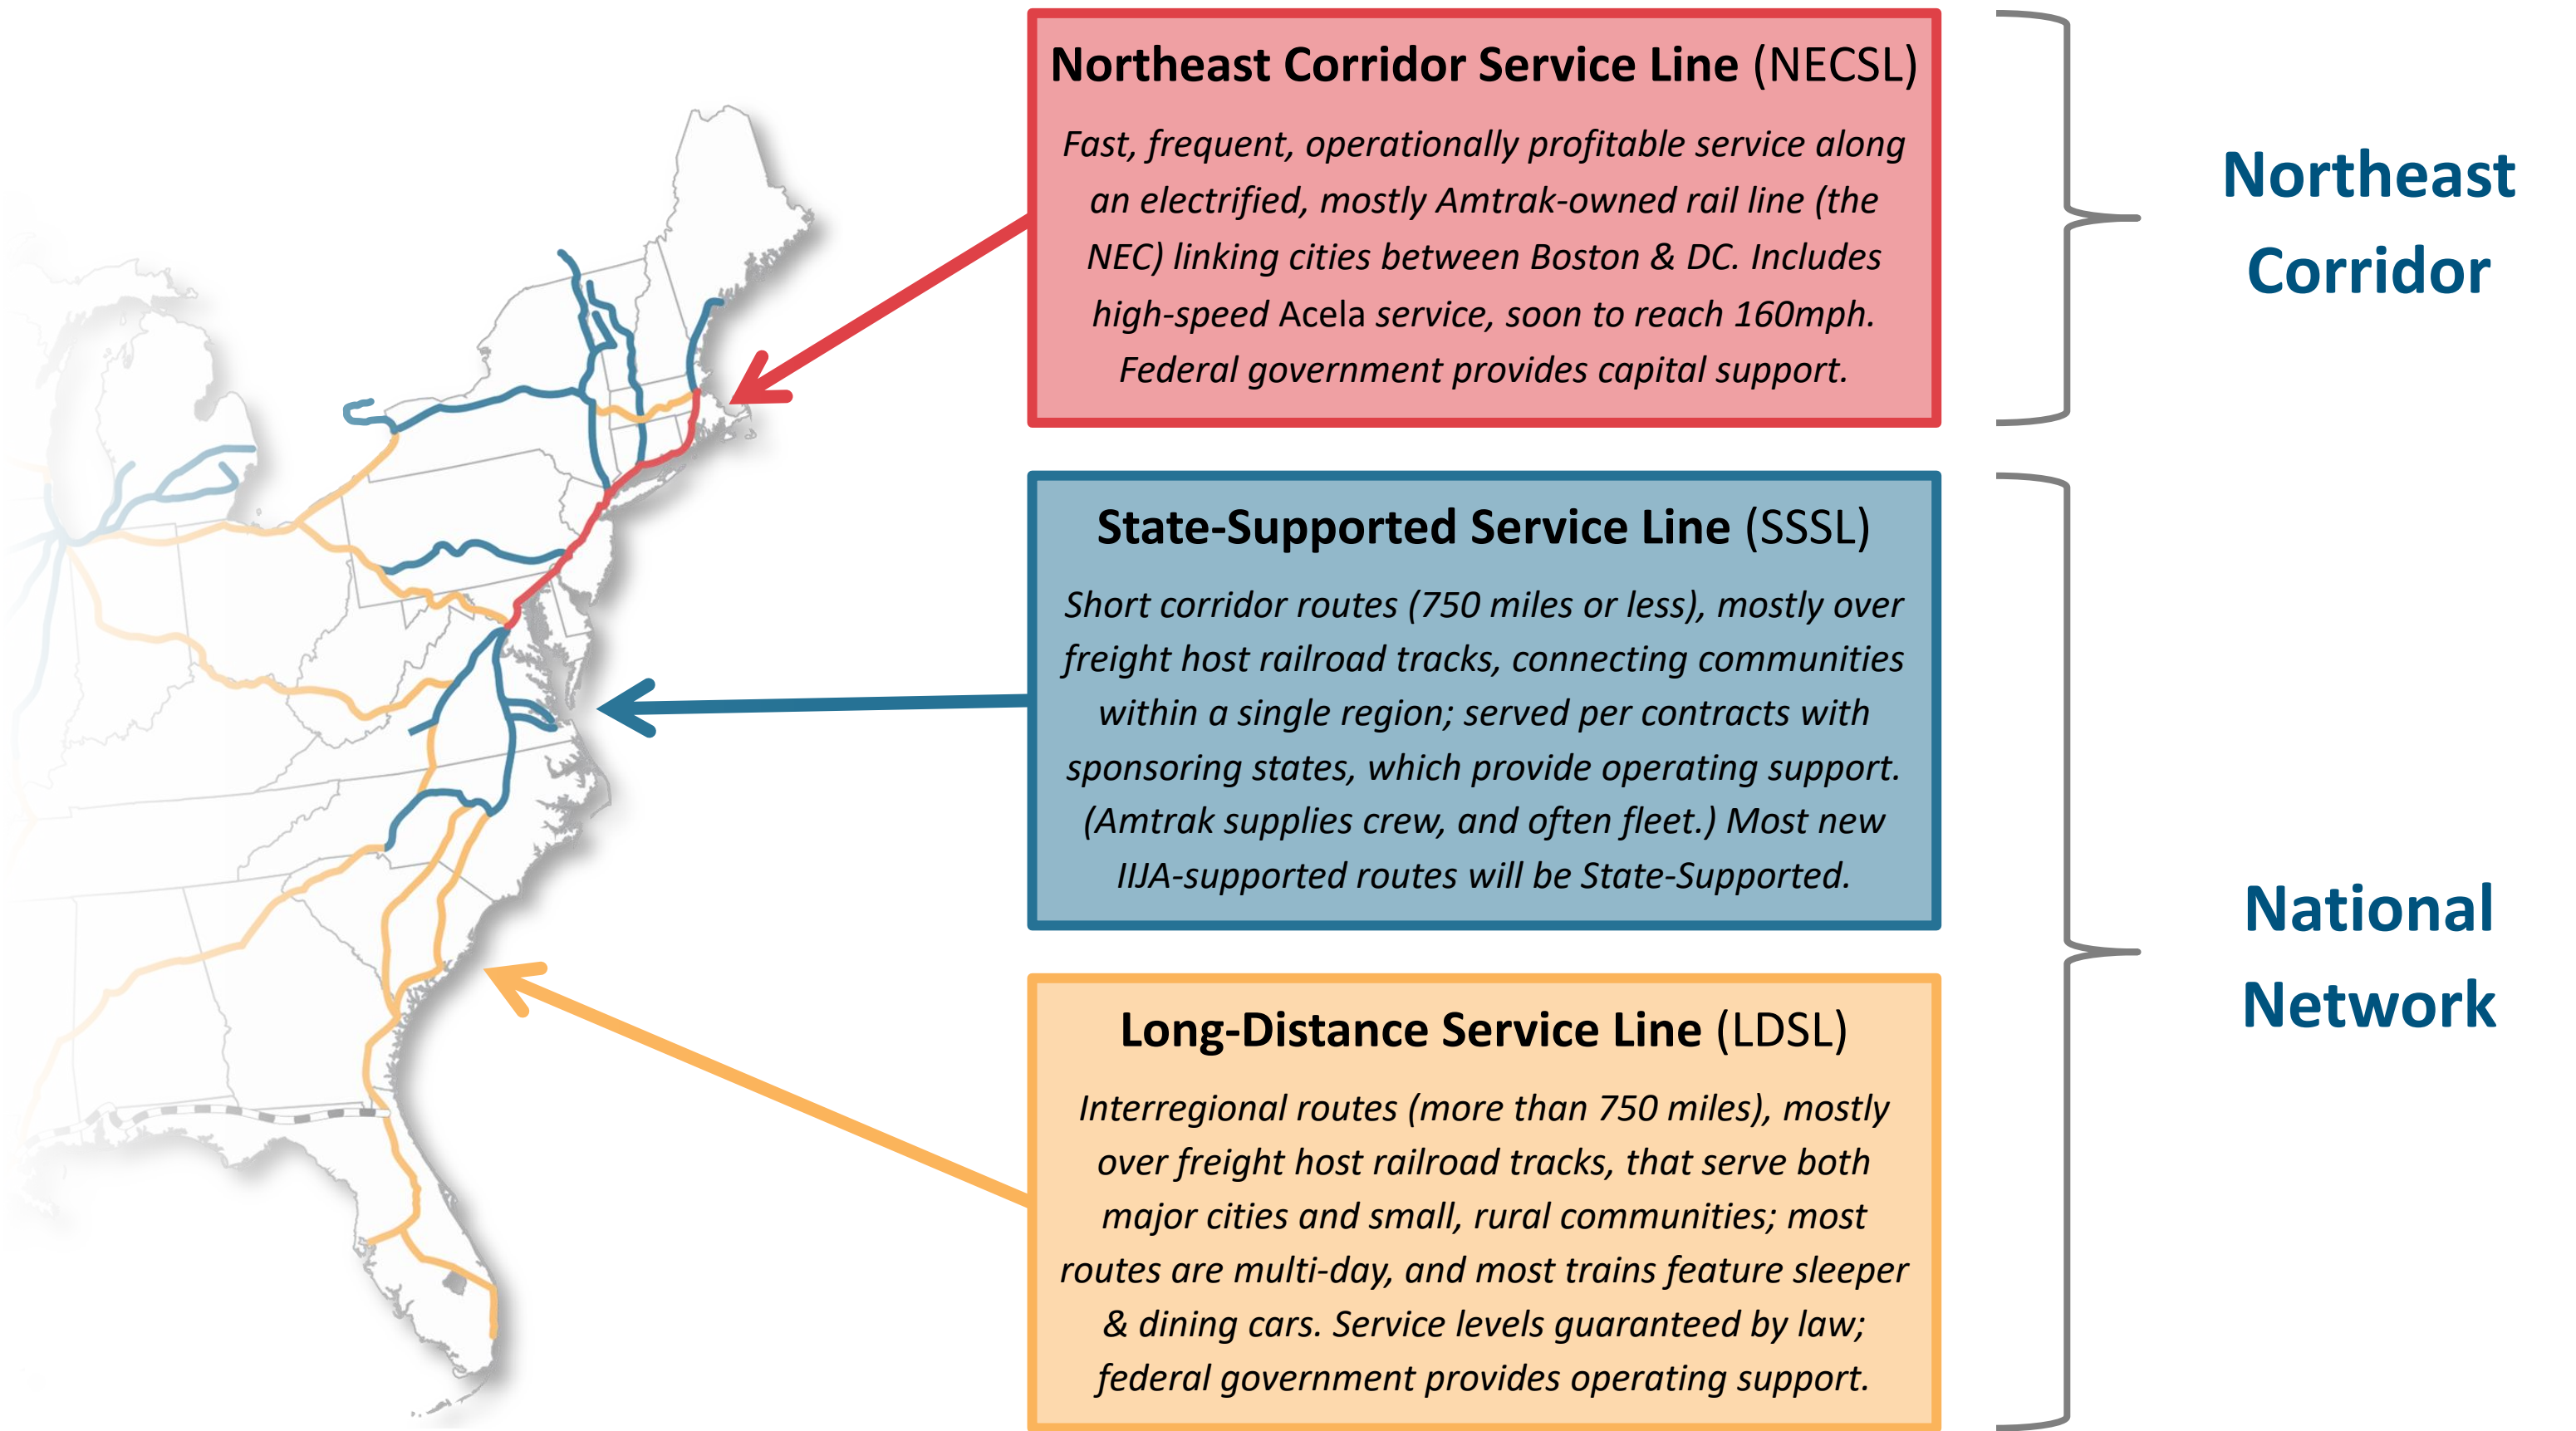 Northeast Corridor Service Line (NECSL)
Fast, frequent, operationally profitable service along
an electrified, mostly Amtrak-owned rail line (the
NEC) linking cities between Boston & DC. Includes
high-speed Acela service, soon to reach 160mph.
Federal government provides capital support.
Northeast
Corridor
State-Supported Service Line (SSSL)
Short corridor routes (750 miles or less), mostly over
freight host railroad tracks, connecting communities
within a single region; served per contracts with
sponsoring states, which provide operating support.
(Amtrak supplies crew, and often fleet.) Most new
IIJA-supported routes will be State-Supported.
Long-Distance Service Line (LDSL)
Interregional routes (more than 750 miles), mostly
over freight host railroad tracks, that serve both
major cities and small, rural communities; most
routes are multi-day, and most trains feature sleeper
& dining cars. Service levels guaranteed by law;
federal government provides operating support.
National
Network